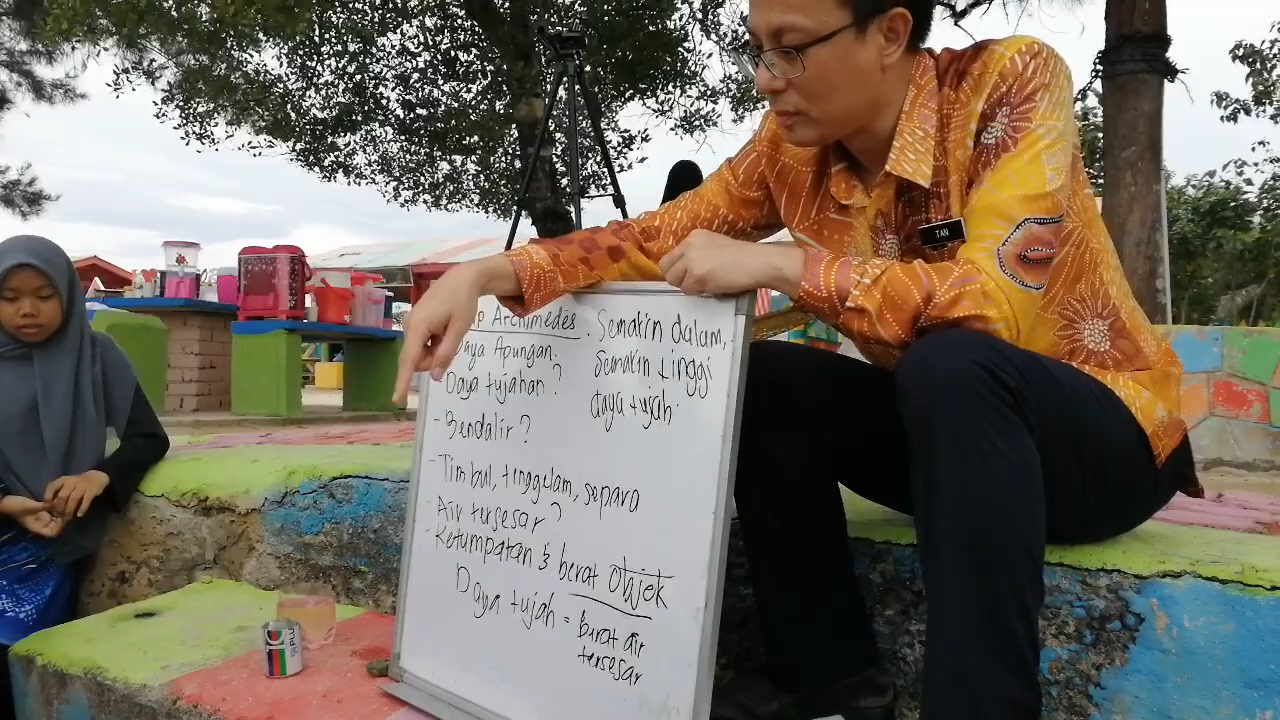 Archimedes
Daya Apungan.
Daya tujahan?
- Bendalir?
- Timbul, tenggelam, separa
- Air tersesar?
- Ketumpatan & berat Objek
Daya tujah = berat air
tersesar
Semakin dalam,
Semakin tinggi
daya tujah.
TAN